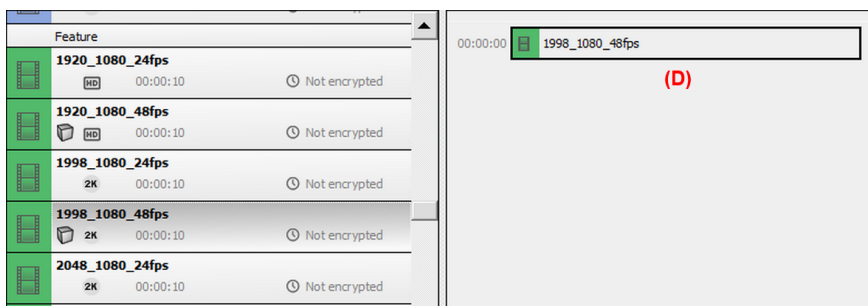 Feature
1920_1080_24fps
HD 00:00:10 Not encrypted
1920_1080_48fps
HD 00:00:10 Not encrypted
1998_1080_24fps
2K 00:00:10 Not encrypted
1998_1080_48fps
2K 00:00:10 Not encrypted
2048_1080_24fps
2K 00:00:10 Not encrypted
00:00:00 1998_1080_48fps
(D)